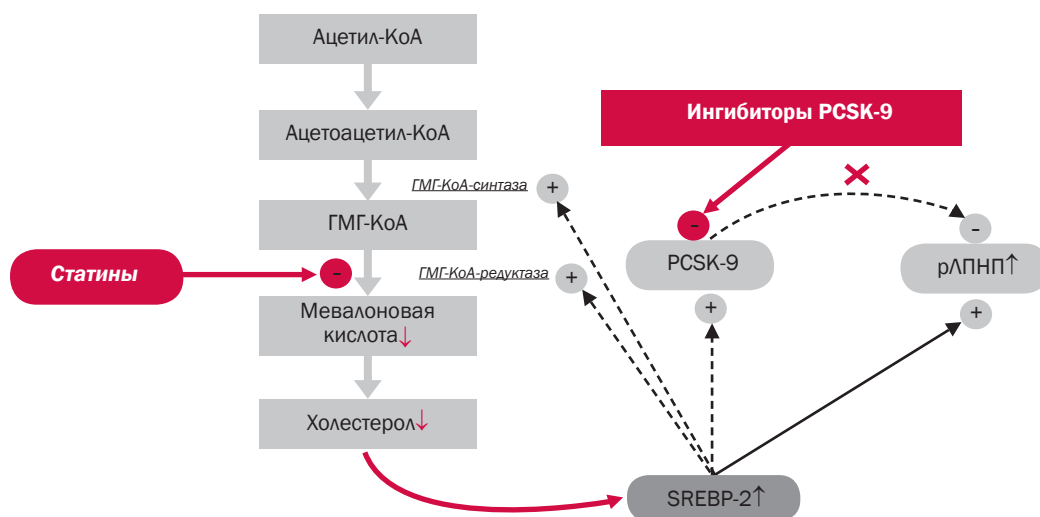 Ацетил-КоА
Ацетоацетил-КоА
Ингибиторы PCSK-9
ГМГ-КоА-синтаза
+
ГМГ-КоА
-
PCSK-9
+
-
рЛПНП↑
+
Статины
-
ГМГ-КоА-редуктаза
+
Мевалоновая
кислота↓
Холестерол↓
SREBP-2↑